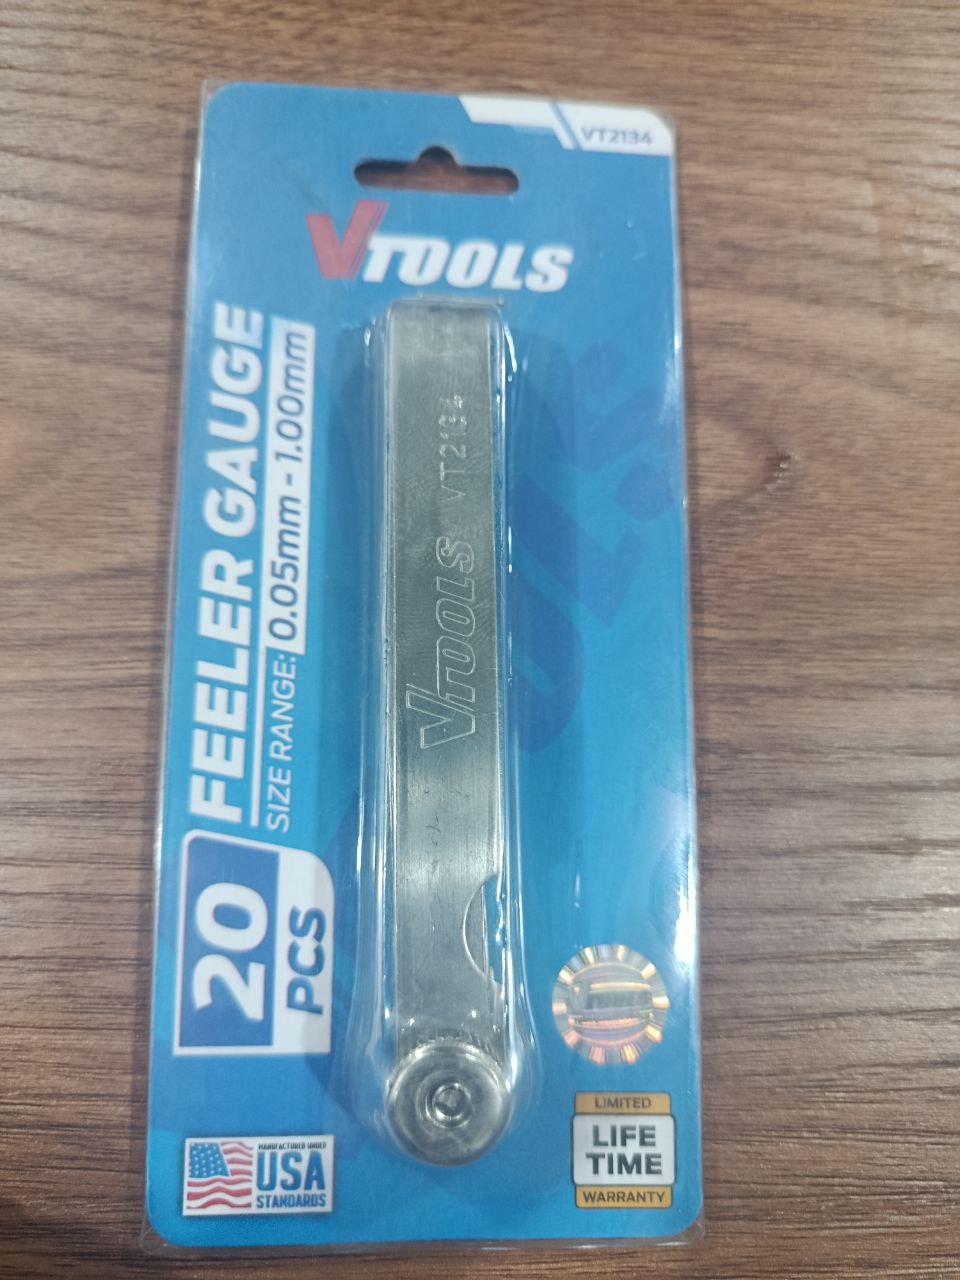 VT2134
VTOOLS
FEELER GAUGE
SIZE RANGE: 0.05mm - 1.00mm
20
PCS
VTOOLS VT2134
MANUFACTURED UNDER
USA
STANDARDS
LIMITED
LIFE
TIME
WARRANTY